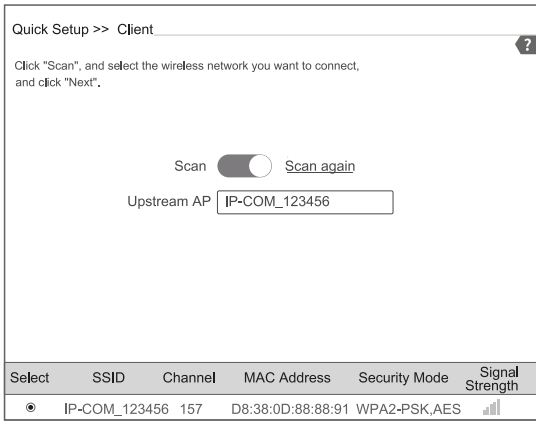 Quick Setup >> Client
?
Click "Scan", and select the wireless network you want to connect,
and click "Next".
Scan Scan again
Upstream AP IP-COM_123456
Select SSID Channel MAC Address Security Mode Signal Strength
IP-COM_123456 157 D8:38:0D:88:88:91 WPA2-PSK,AES